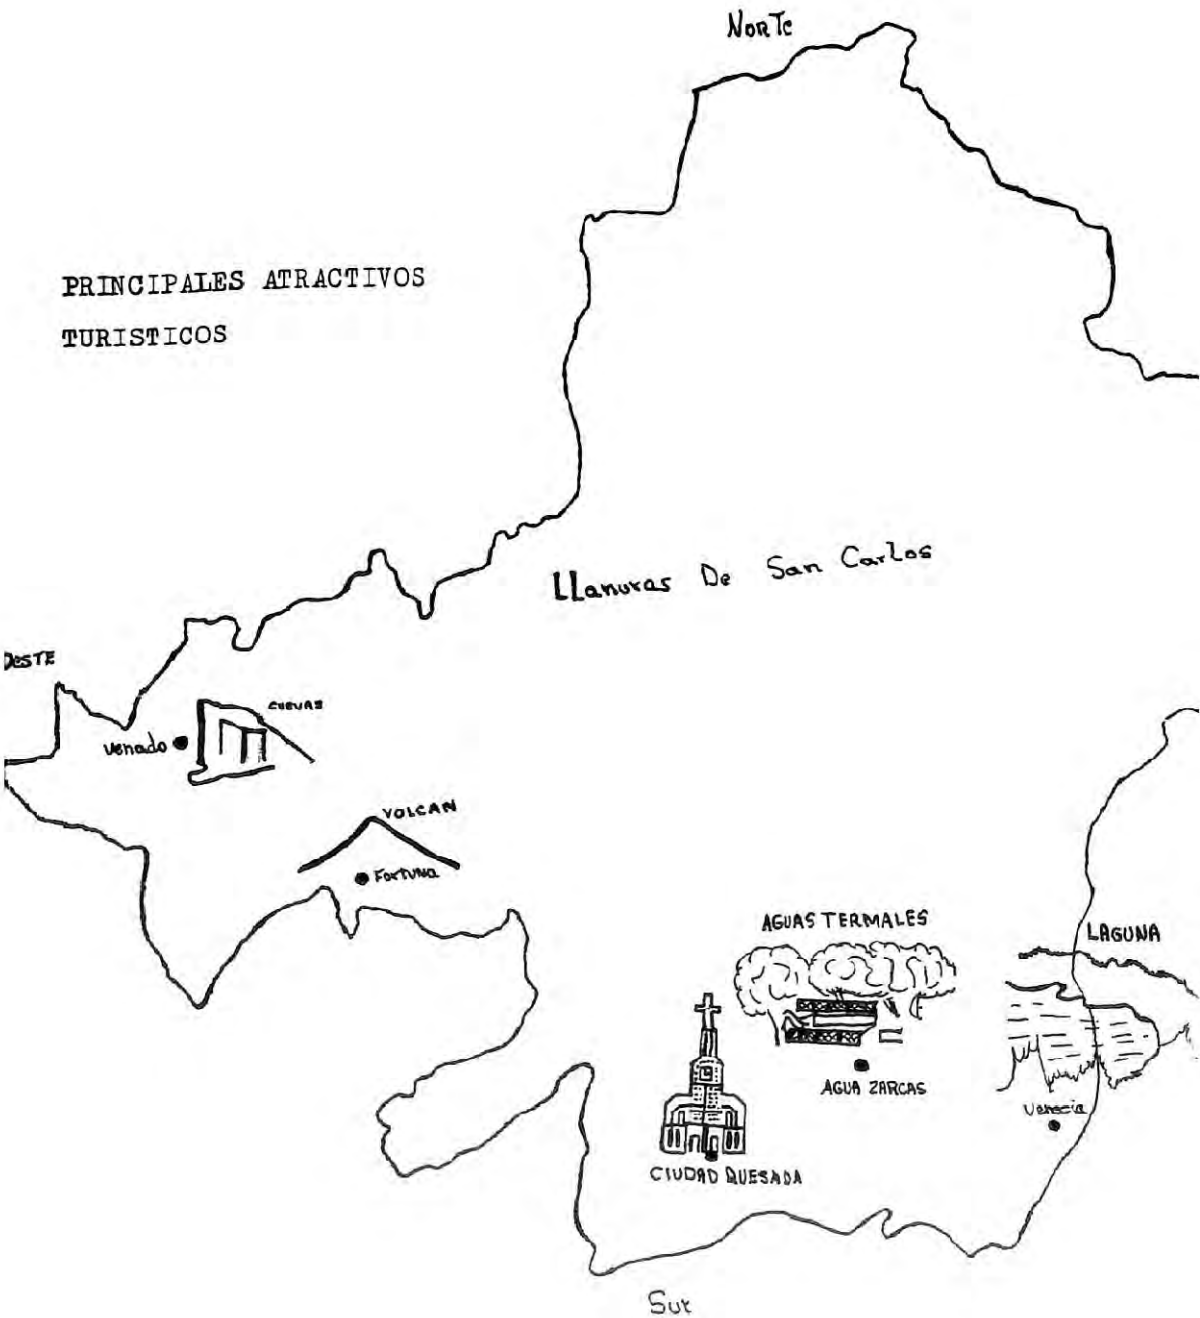 Norte
PRINCIPALES ATRACTIVOS
TURISTICOS
LLanuras De San Carlos
OESTE
CUEVAS
Venado
VOLCAN
Fortuna
AGUAS TERMALES
LAGUNA
AGUA ZARCAS
Venecia
CIUDAD QUESADA
Sur